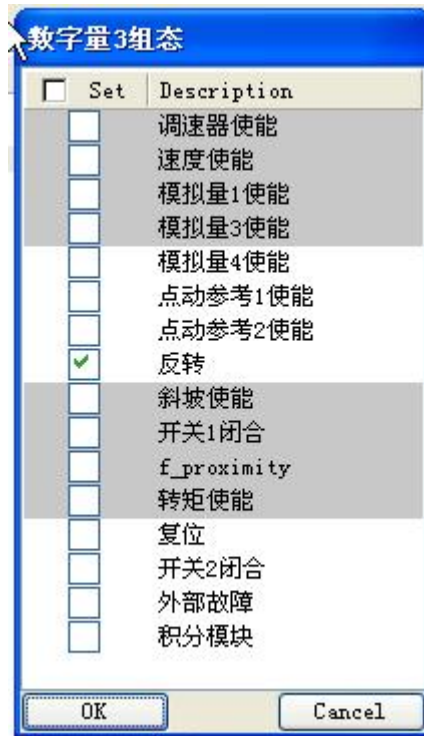 数字量3组态
Set Description
调速器使能
速度使能
模拟量1使能
模拟量3使能
模拟量4使能
点动参考1使能
点动参考2使能
反转
斜坡使能
开关1闭合
f_proximity
转矩使能
复位
开关2闭合
外部故障
积分模块
OK Cancel